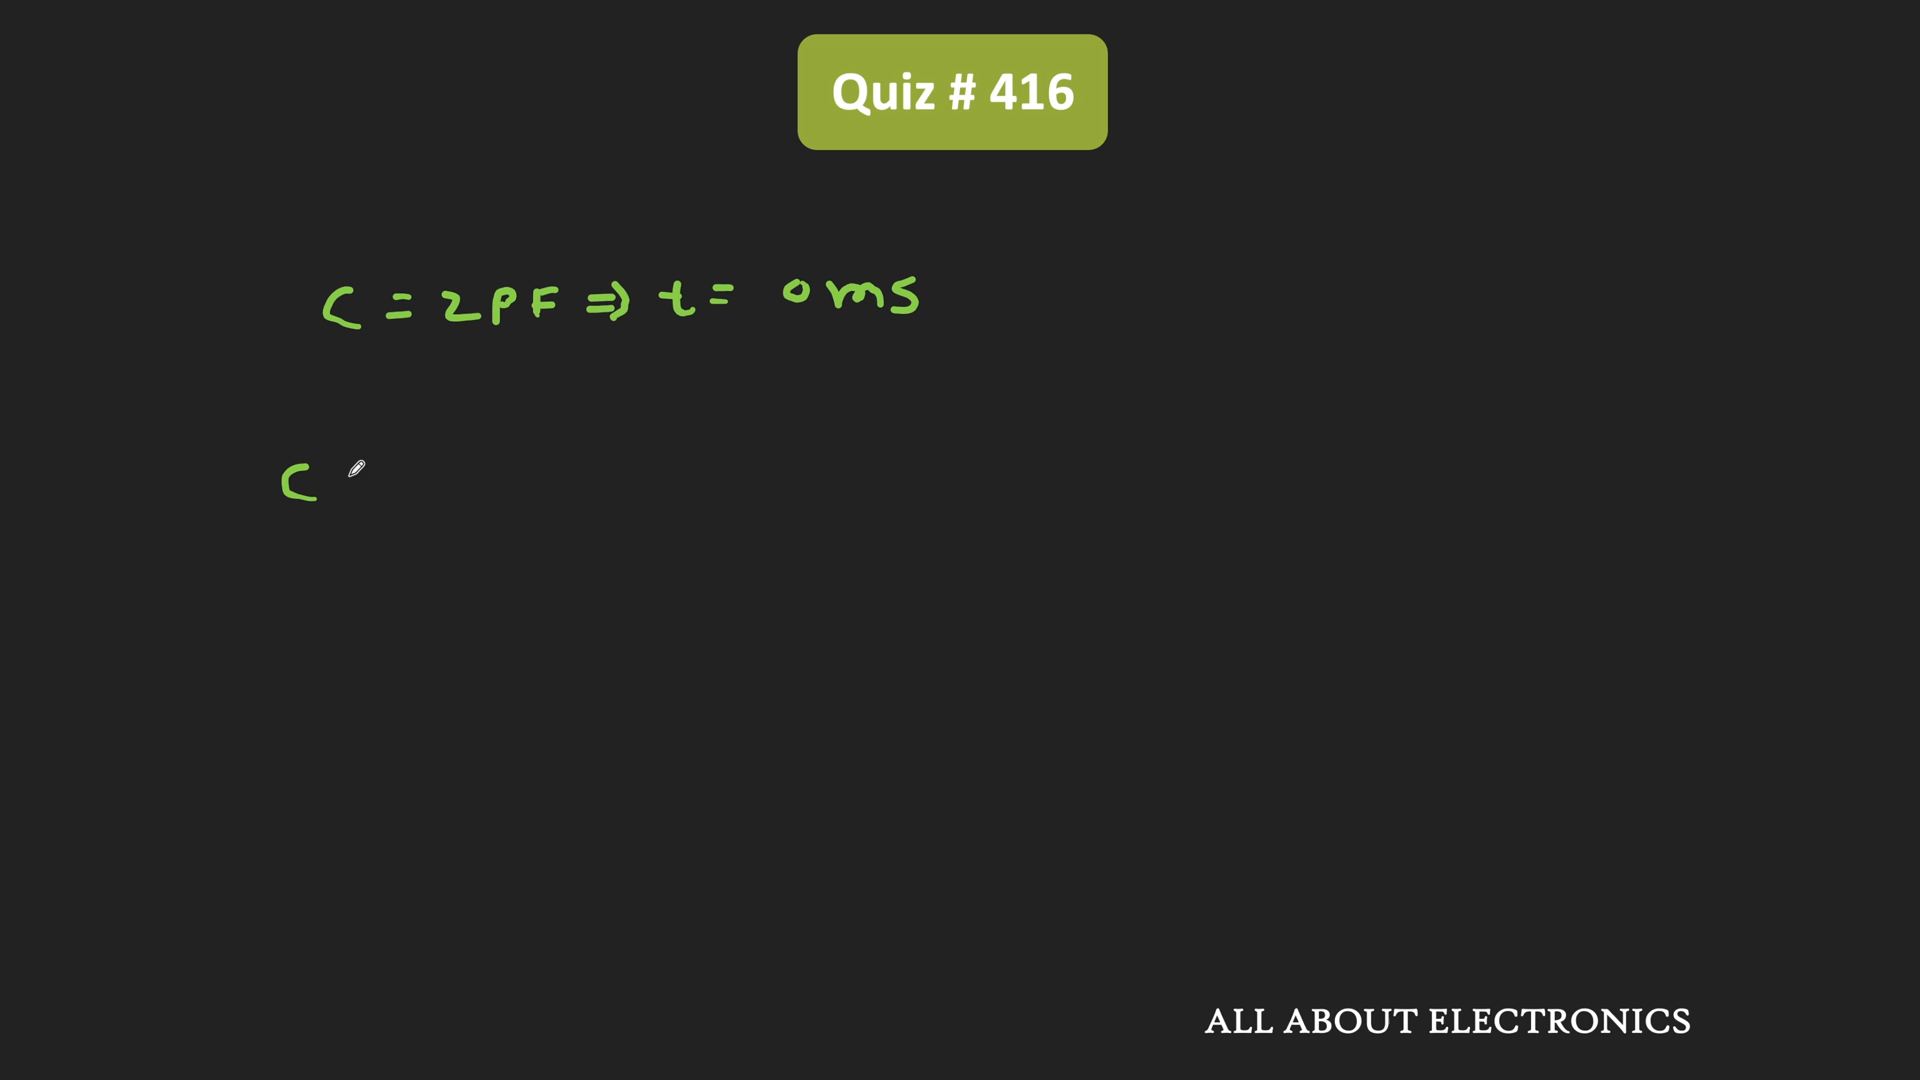 Quiz # 416
C = 2PF ⇒ t = 0ms
C
ALL ABOUT ELECTRONICS